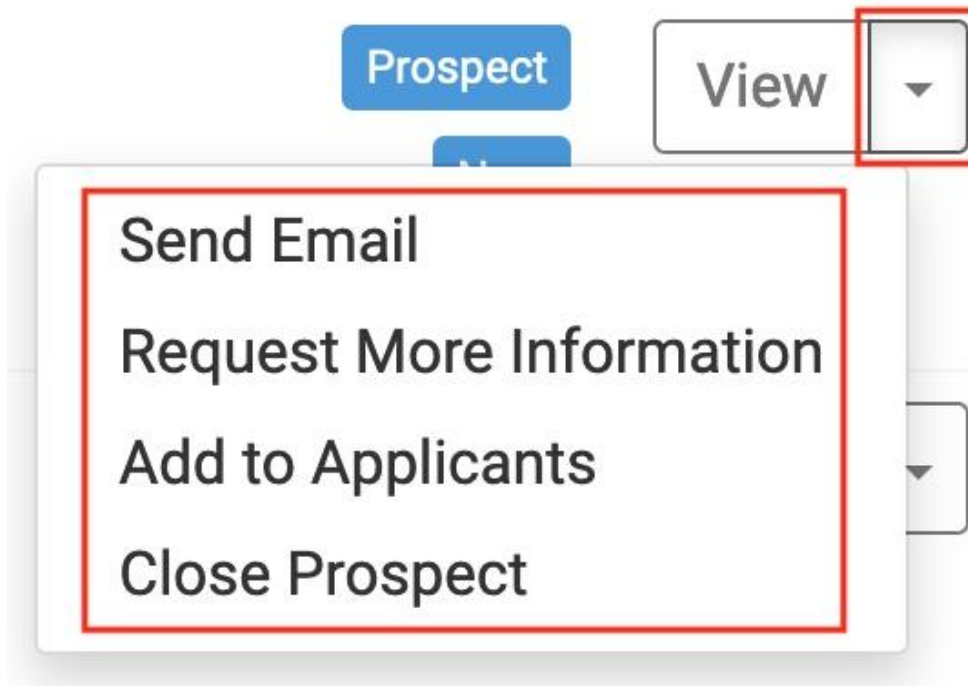 Prospect
View
Send Email
Request More Information
Add to Applicants
Close Prospect